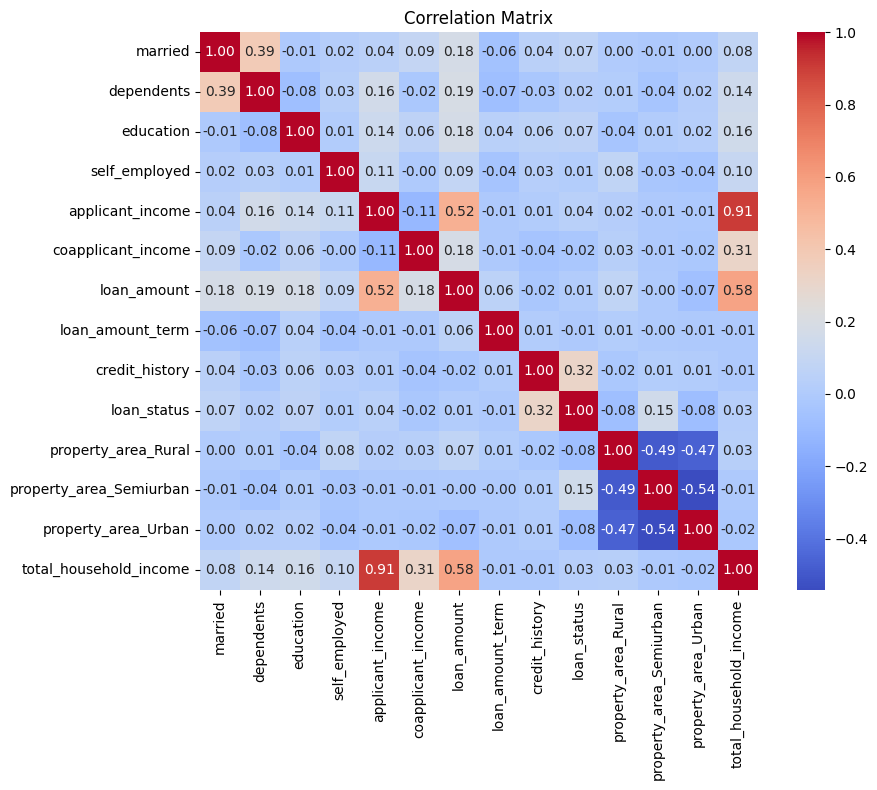 Correlation Matrix
married 1.00 0.39 -0.01 0.02 0.04 0.09 0.18 -0.06 0.04 0.07 0.00 -0.01 0.00 0.08
dependents 0.39 1.00 -0.08 0.03 0.16 -0.02 0.19 -0.07 -0.03 0.02 0.01 -0.04 0.02 0.14
education -0.01 -0.08 1.00 0.01 0.14 0.06 0.18 0.04 0.06 0.07 -0.04 0.01 0.02 0.16
self_employed 0.02 0.03 0.01 1.00 0.11 -0.00 0.09 -0.04 0.03 0.01 0.08 -0.03 -0.04 0.10
applicant_income 0.04 0.16 0.14 0.11 1.00 -0.11 0.52 -0.01 0.01 0.04 0.02 -0.01 -0.01 0.91
coapplicant_income 0.09 -0.02 0.06 -0.00 -0.11 1.00 0.18 -0.01 -0.04 -0.02 0.03 -0.01 -0.02 0.31
loan_amount 0.18 0.19 0.18 0.09 0.52 0.18 1.00 0.06 -0.02 0.01 0.07 -0.00 -0.07 0.58
loan_amount_term -0.06 -0.07 0.04 -0.04 -0.01 -0.01 0.06 1.00 0.01 -0.01 0.01 -0.00 -0.01 -0.01
credit_history 0.04 -0.03 0.06 0.03 0.01 -0.04 -0.02 0.01 1.00 0.32 -0.02 0.01 0.01 -0.01
loan_status 0.07 0.02 0.07 0.01 0.04 -0.02 0.01 -0.01 0.32 1.00 -0.08 0.15 -0.08 0.03
property_area_Rural 0.00 0.01 -0.04 0.08 0.02 0.03 0.07 0.01 -0.02 -0.08 1.00 -0.49 -0.47 0.03
property_area_Semiurban -0.01 -0.04 0.01 -0.03 -0.01 -0.01 -0.00 -0.00 0.01 0.15 -0.49 1.00 -0.54 -0.01
property_area_Urban 0.00 0.02 0.02 -0.04 -0.01 -0.02 -0.07 -0.01 0.01 -0.08 -0.47 -0.54 1.00 -0.02
total_household_income 0.08 0.14 0.16 0.10 0.91 0.31 0.58 -0.01 -0.01 0.03 0.03 -0.01 -0.02 1.00
married
dependents
education
self_employed
applicant_income
coapplicant_income
loan_amount
loan_amount_term
credit_history
loan_status
property_area_Rural
property_area_Semiurban
property_area_Urban
total_household_income
1.0
0.8
0.6
0.4
0.2
0.0
−0.2
−0.4